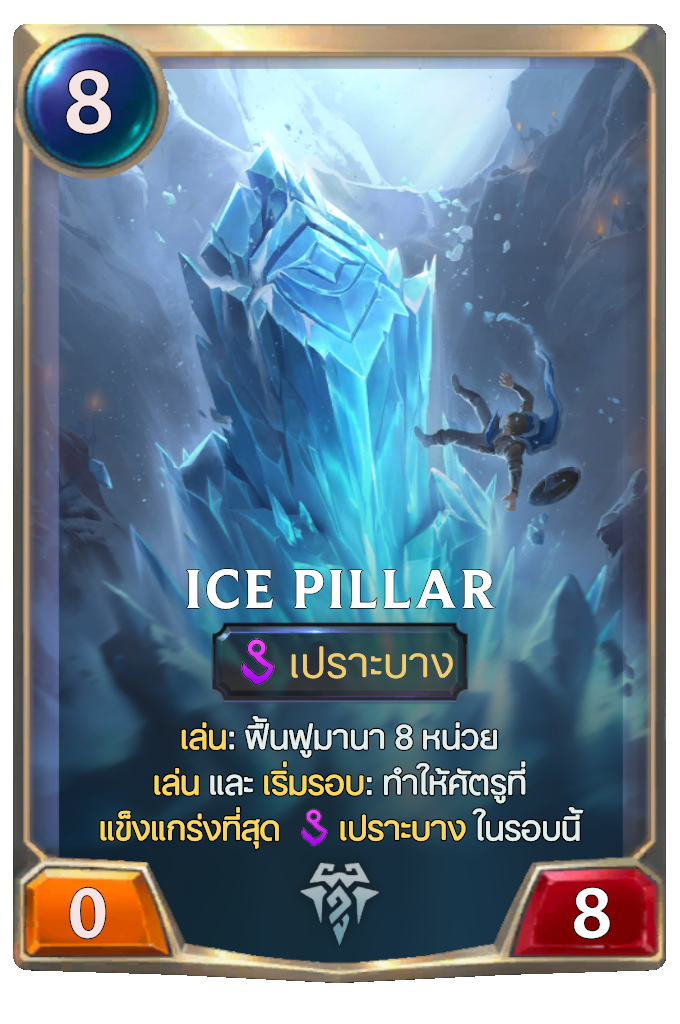 8
ICE PILLAR
เปราะบาง
เล่น: ฟื้นฟูมานา 8 หน่วย
เล่น และ เริ่มรอบ: ทำให้ศัตรูที่
แข็งแกร่งที่สุด เปราะบาง ในรอบนี้
0
8